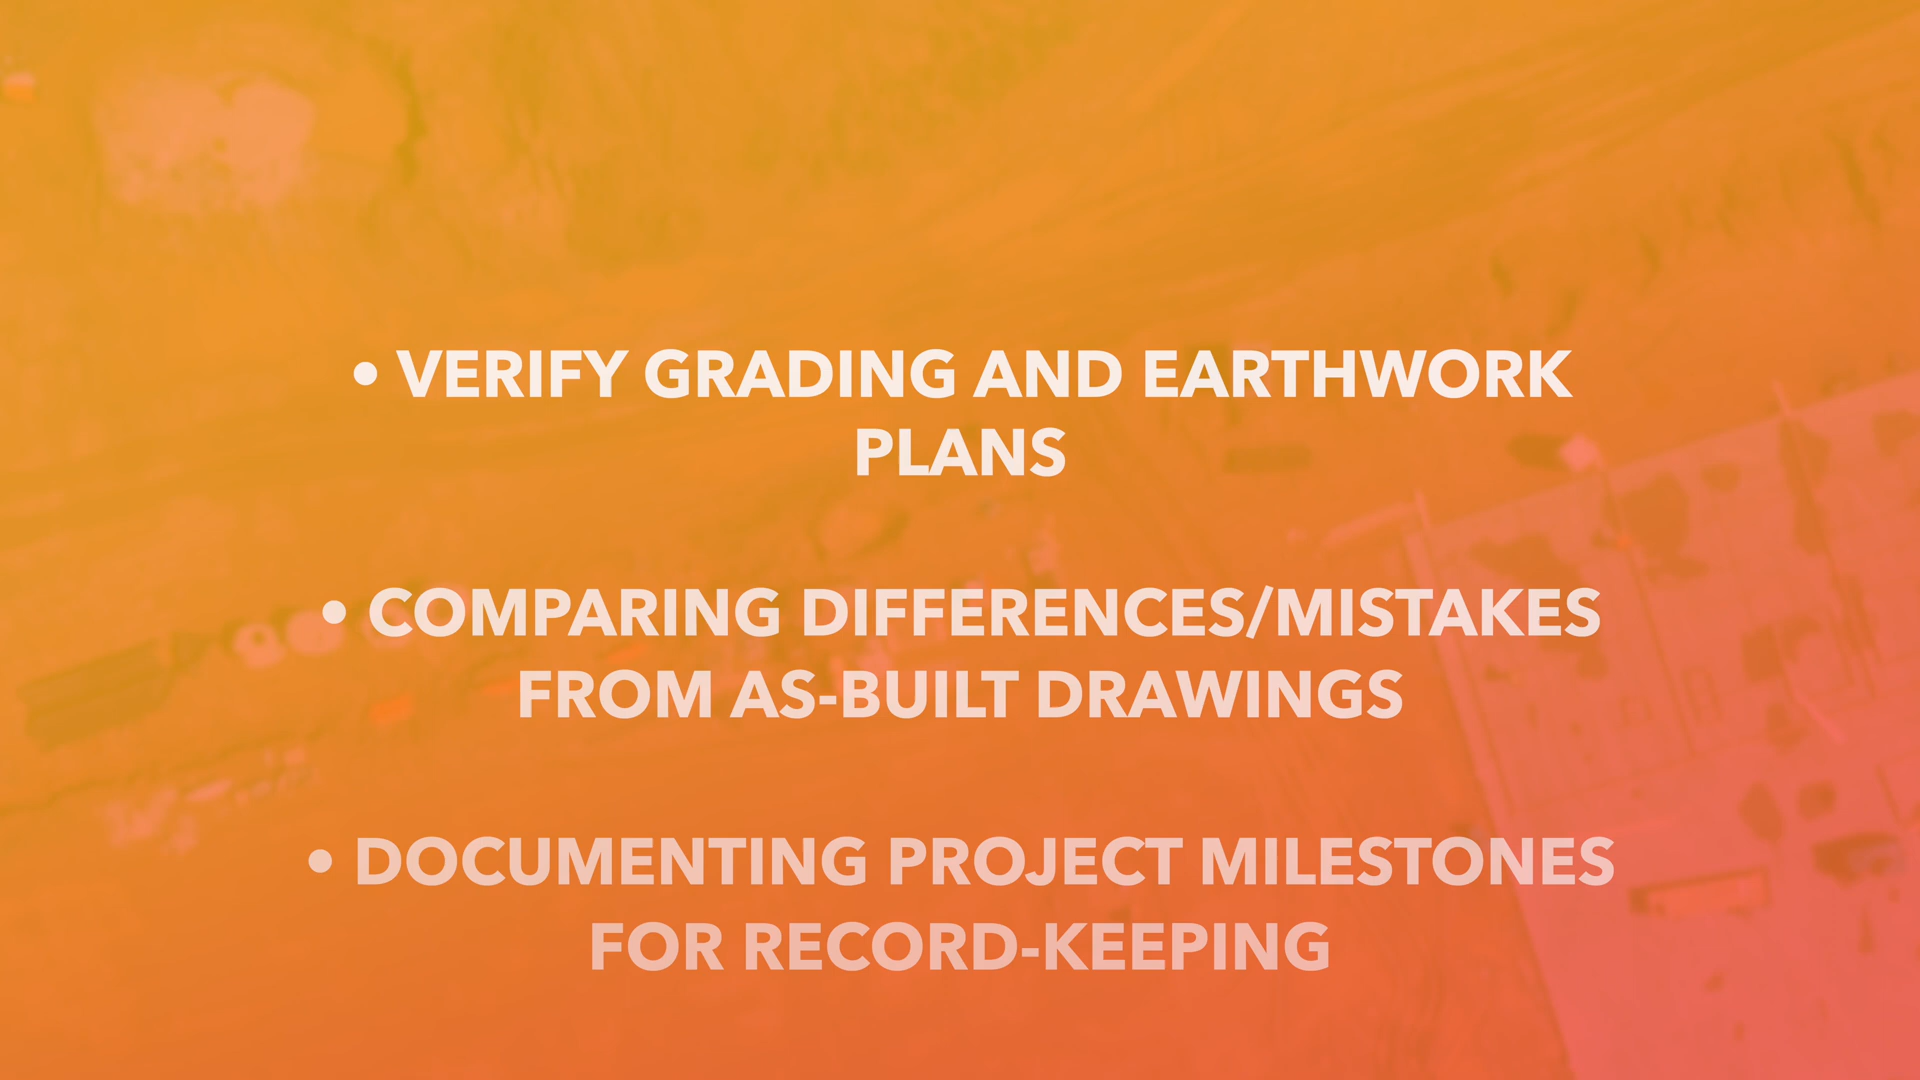 • VERIFY GRADING AND EARTHWORK
PLANS
• COMPARING DIFFERENCES/MISTAKES
FROM AS-BUILT DRAWINGS
• DOCUMENTING PROJECT MILESTONES
FOR RECORD-KEEPING